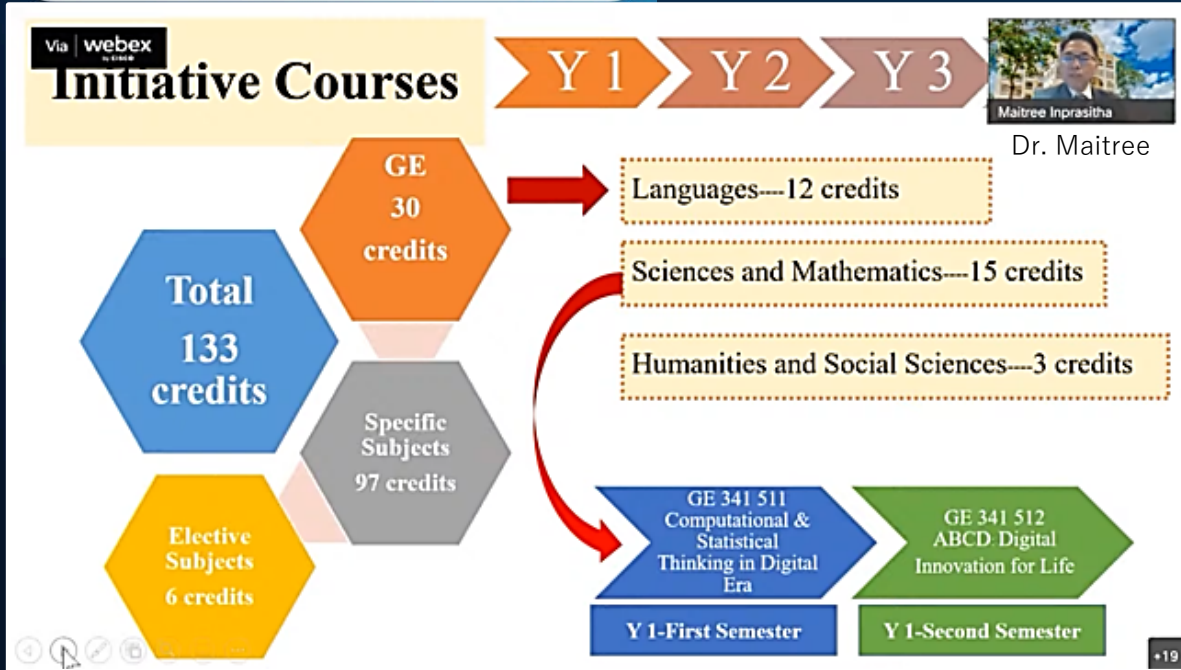 Via webex
by CISCO
Initiative Courses
Y 1
Y 2
Y 3
Maitree Inprasitha
Dr. Maitree
GE
30
credits
Languages----12 credits
Sciences and Mathematics---15 credits
Humanities and Social Sciences----3 credits
Total
133
credits
Specific
Subjects
97 credits
Elective
Subjects
6 credits
GE 341 511
Computational &
Statistical
Thinking in Digital
Era
GE 341 512
ABCD Digital
Innovation for Life
Y 1-First Semester
Y 1-Second Semester
+19